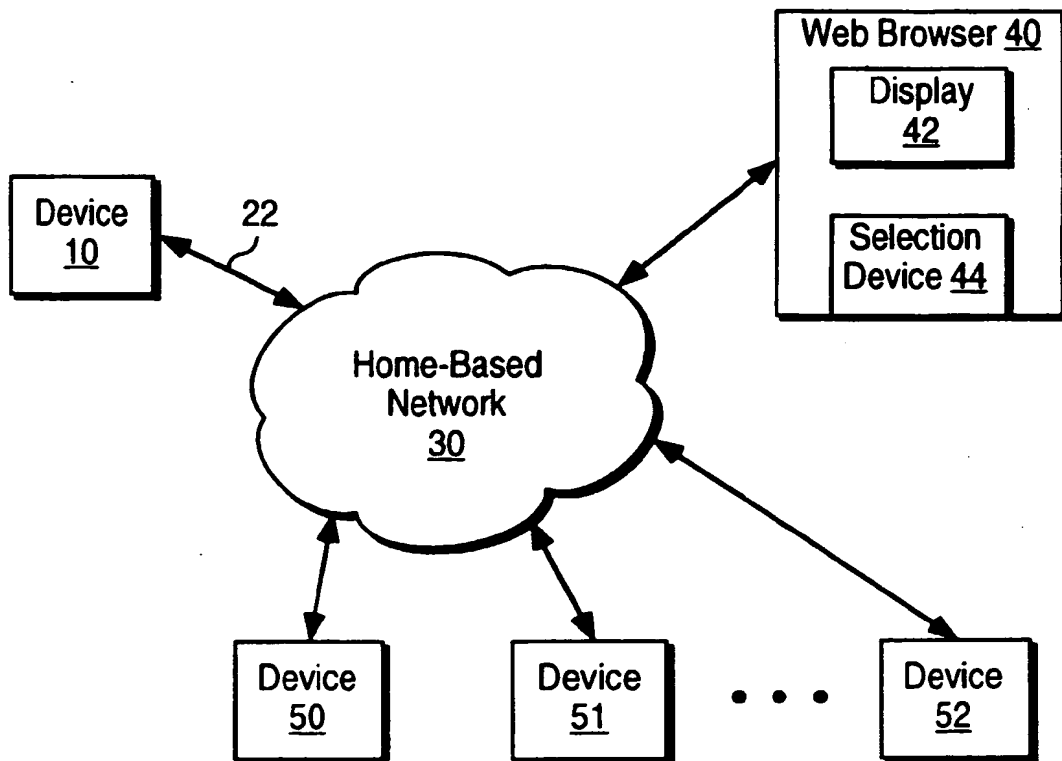 Web Browser 40
Display
42
Selection
Device 44
Device
10
22
Home-Based
Network
30
Device
50
Device
51
Device
52